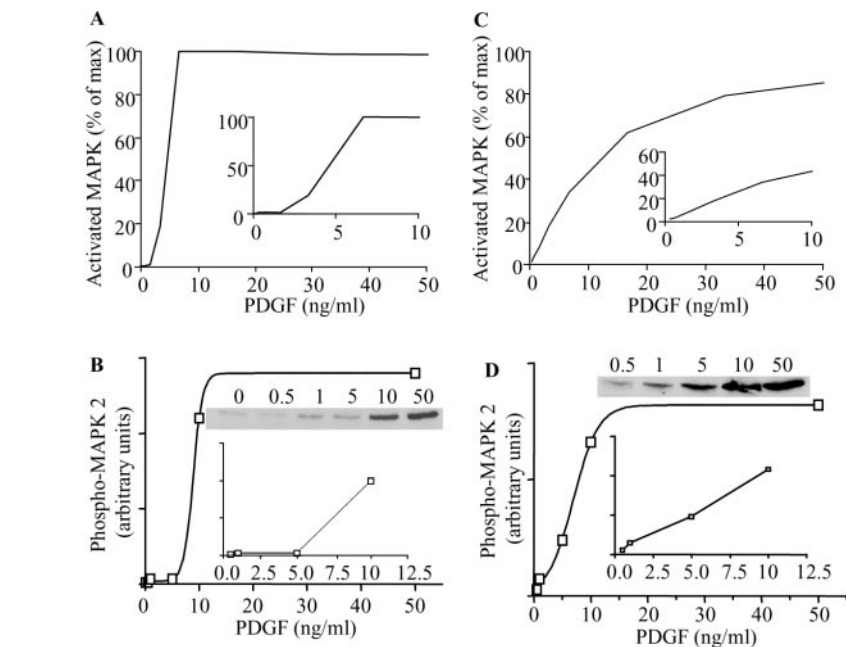 A
Activated MAPK (% of max)
100
80
60
40
20
0
0 10 20 30 40 50
PDGF (ng/ml)
100
50
0
0 5 10
C
Activated MAPK (% of max)
100
80
60
40
20
0
0 10 20 30 40 50
PDGF (ng/ml)
60
40
20
0
0 5 10
B
Phospho-MAPK 2
(arbitrary units)
0 0.5 1 5 10 50
0.0 2.5 5.0 7.5 10 12.5
0 10 20 30 40 50
PDGF (ng/ml)
D
Phospho-MAPK 2
(arbitrary units)
0.5 1 5 10 50
0.0 2.5 5.0 7.5 10 12.5
0 10 20 30 40 50
PDGF (ng/ml)